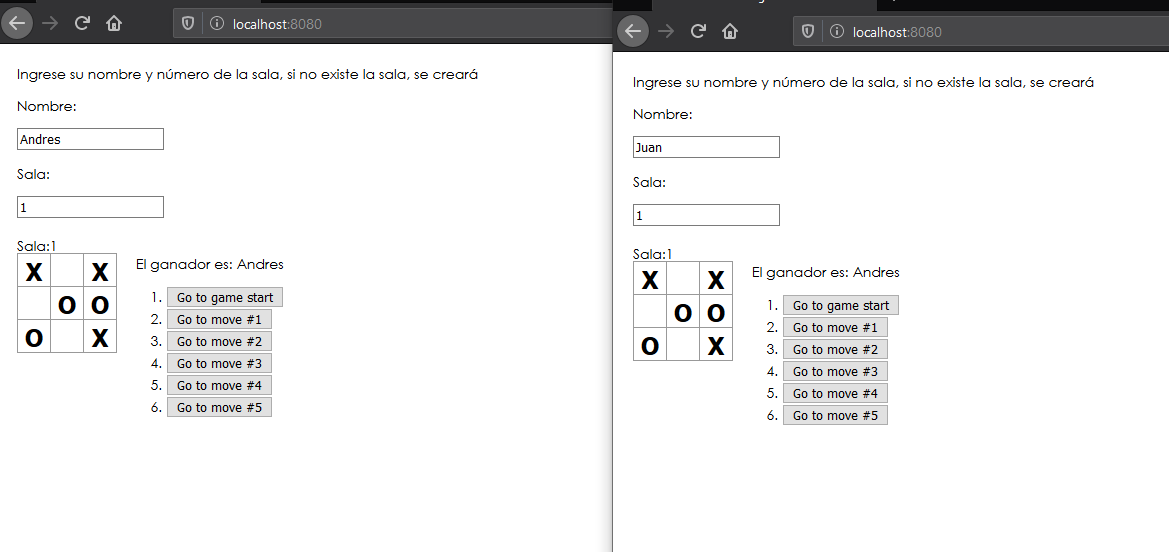 localhost:8080
Ingrese su nombre y número de la sala, si no existe la sala, se creará
Nombre:
Andres
Sala:
1
Sala:1
X X
O O
O X
El ganador es: Andres
1. Go to game start
2. Go to move #1
3. Go to move #2
4. Go to move #3
5. Go to move #4
6. Go to move #5
localhost:8080
Ingrese su nombre y número de la sala, si no existe la sala, se creará
Nombre:
Juan
Sala:
1
Sala:1
X X
O O
O X
El ganador es: Andres
1. Go to game start
2. Go to move #1
3. Go to move #2
4. Go to move #3
5. Go to move #4
6. Go to move #5